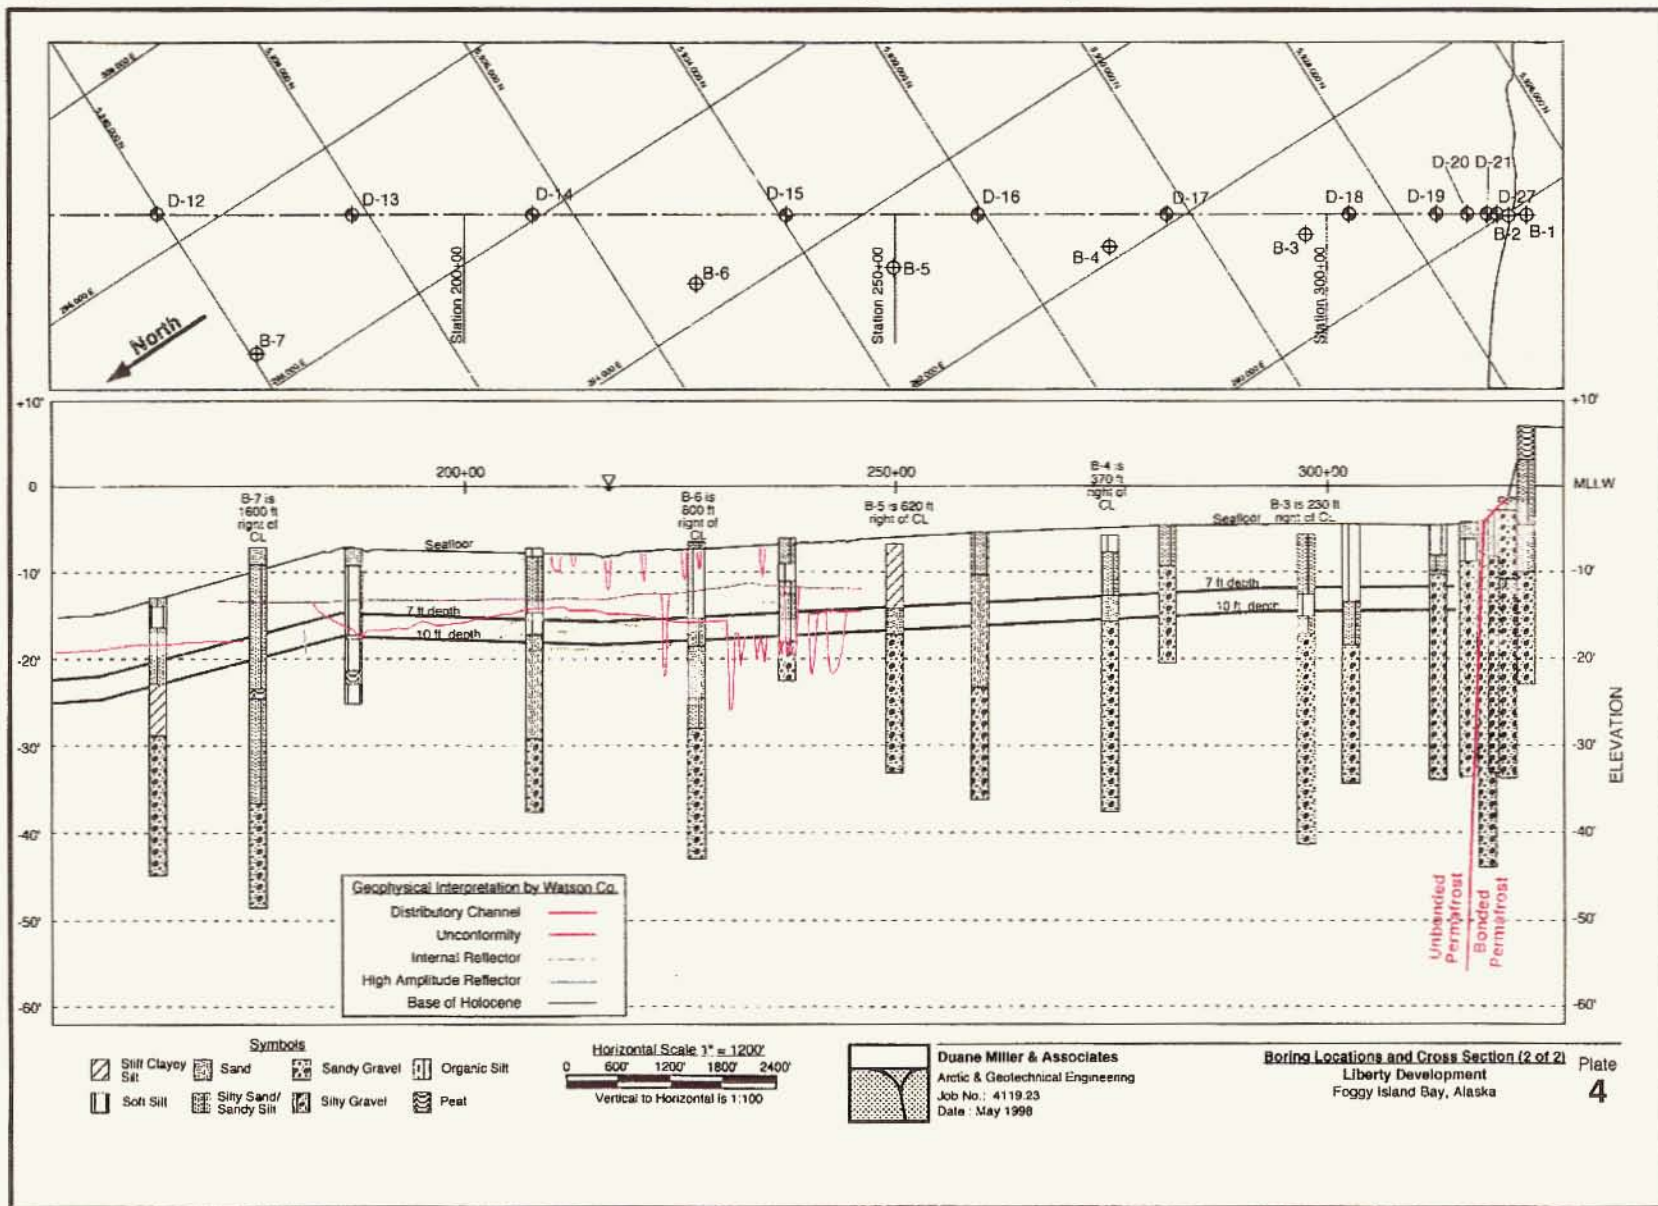 D-12
D-13
D-14
D-15
D-16
D-17
D-18
D-19
D-20
D-21
D-27
B-1
B-2
B-3
B-4
B-5
B-6
B-7
North
Station 200+00
Station 250+00
Station 300+00
+10'
+10'
200+00
250+00
300+00
0
MLLW
B-7 is
1600 ft
right of
CL
B-6 is
800 ft
right of
CL
B-5 is 620 ft
right of CL
B-4 is
370 ft
right of
CL
B-3 is 230 ft
right of CL
Seafloor
Seafloor
-10'
-10'
7 ft depth
7 ft depth
10 ft. depth
10 ft. depth
-20'
-20'
-30'
-30'
-40'
-40'
-50'
-50'
-60'
-60'
ELEVATION
Unbonded
Permafrost
Bonded
Permafrost
Geophysical Interpretation by Watson Co.
Distributory Channel
Unconformity
Internal Reflector
High Amplitude Reflector
Base of Holocene
Symbols
Stiff Clayey
Silt
Sand
Sandy Gravel
Organic Silt
Soft Silt
Silty Sand/
Sandy Silt
Silty Gravel
Peat
Horizontal Scale 1" = 1200'
0 600' 1200' 1800' 2400'
Vertical to Horizontal is 1:100
Duane Miller & Associates
Arctic & Geotechnical Engineering
Job No.: 4119.23
Date : May 1998
Boring Locations and Cross Section (2 of 2)
Liberty Development
Foggy Island Bay, Alaska
Plate
4